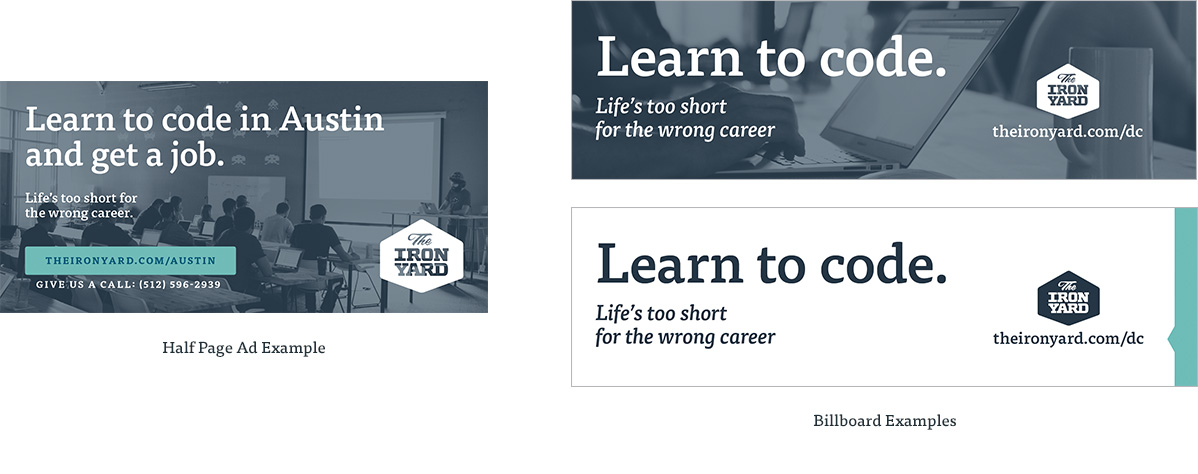 Learn to code in Austin
and get a job.
Life's too short for
the wrong career.
THEIRONYARD.COM/AUSTIN
GIVE US A CALL: (512) 596-2939
The
IRON
YARD
Half Page Ad Example
Learn to code.
Life's too short
for the wrong career
The
IRON
YARD
theironyard.com/dc
Learn to code.
Life's too short
for the wrong career
The
IRON
YARD
theironyard.com/dc
Billboard Examples